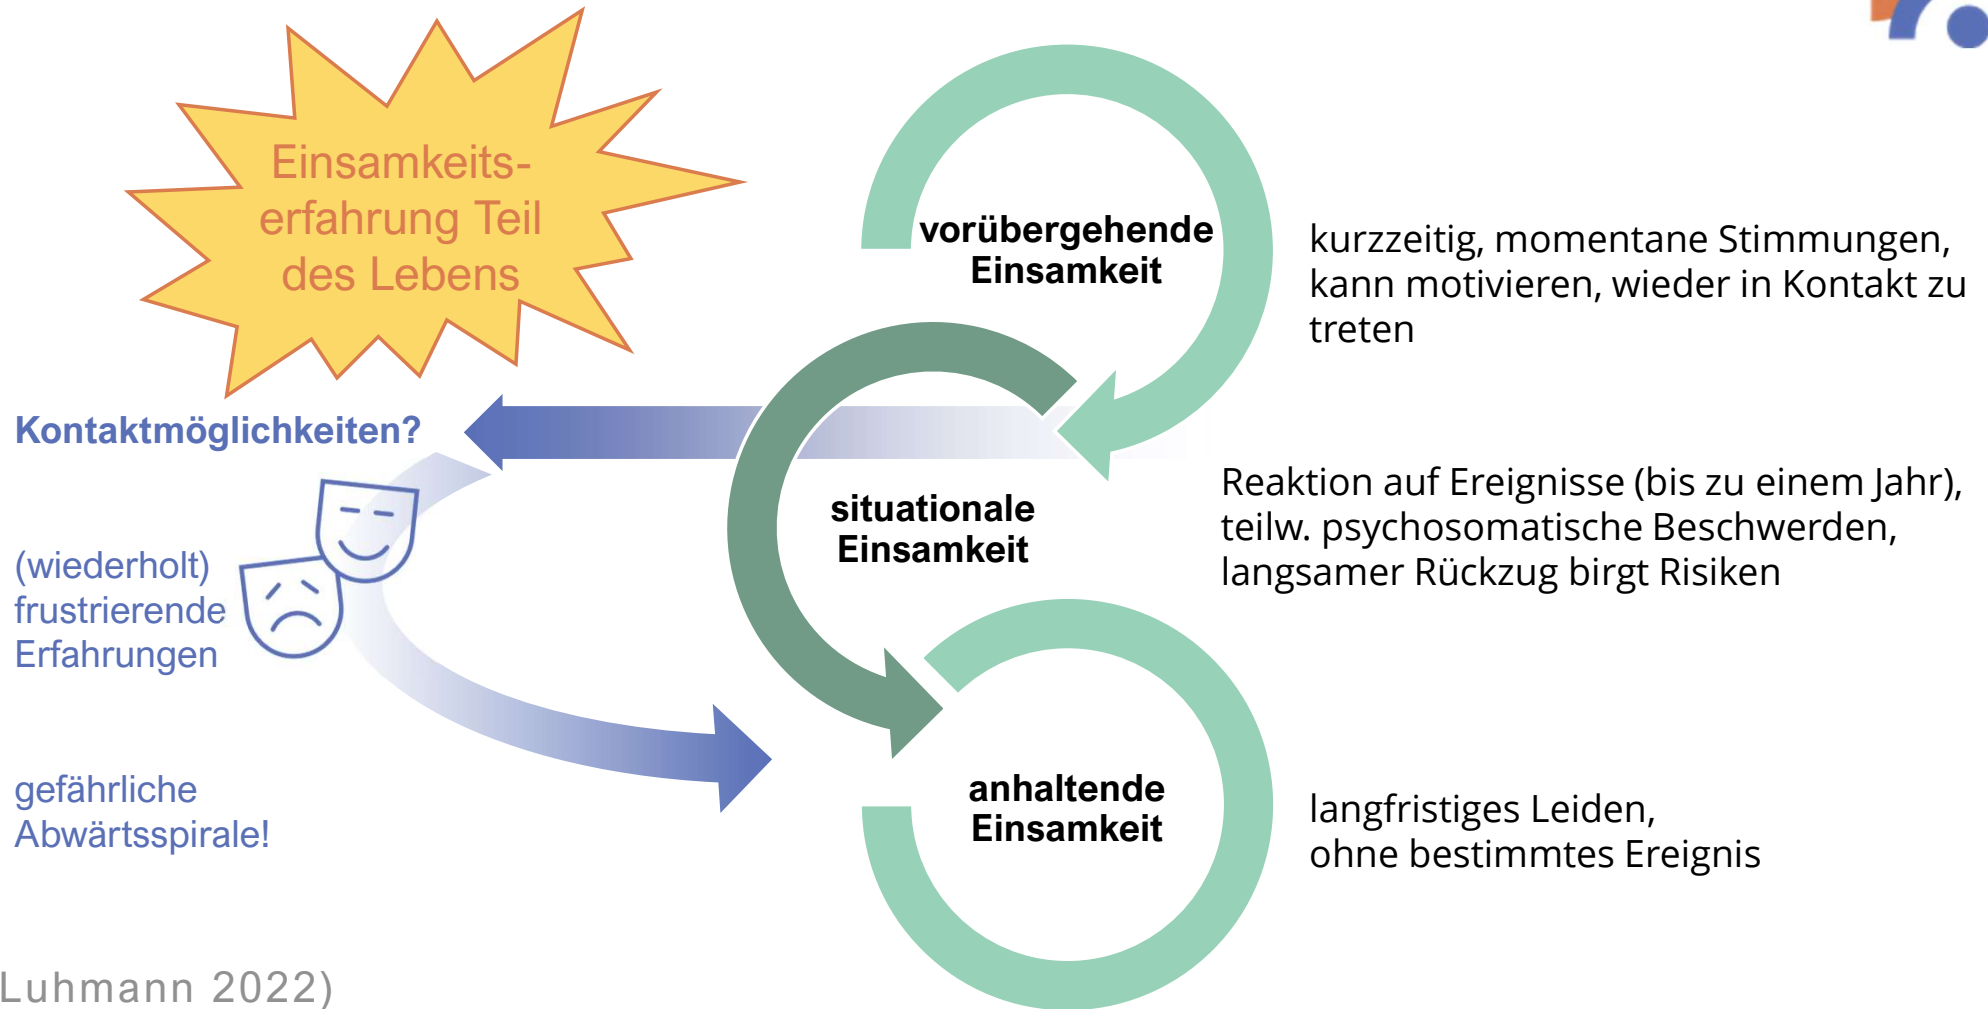 Einsamkeits-
erfahrung Teil
des Lebens
vorübergehende
Einsamkeit
kurzzeitig, momentane Stimmungen,
kann motivieren, wieder in Kontakt zu
treten
Kontaktmöglichkeiten?
situationale
Einsamkeit
Reaktion auf Ereignisse (bis zu einem Jahr),
teilw. psychosomatische Beschwerden,
langsamer Rückzug birgt Risiken
(wiederholt)
frustrierende
Erfahrungen
gefährliche
Abwärtsspirale!
anhaltende
Einsamkeit
langfristiges Leiden,
ohne bestimmtes Ereignis
Luhmann 2022)